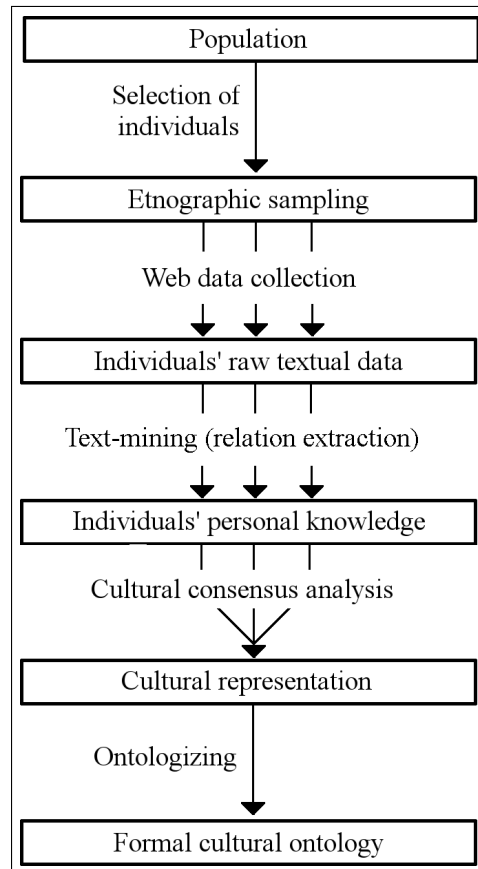 Population
Selection of
individuals
Etnographic sampling
Web data collection
Individuals' raw textual data
Text-mining (relation extraction)
Individuals' personal knowledge
Cultural consensus analysis
Cultural representation
Ontologizing
Formal cultural ontology